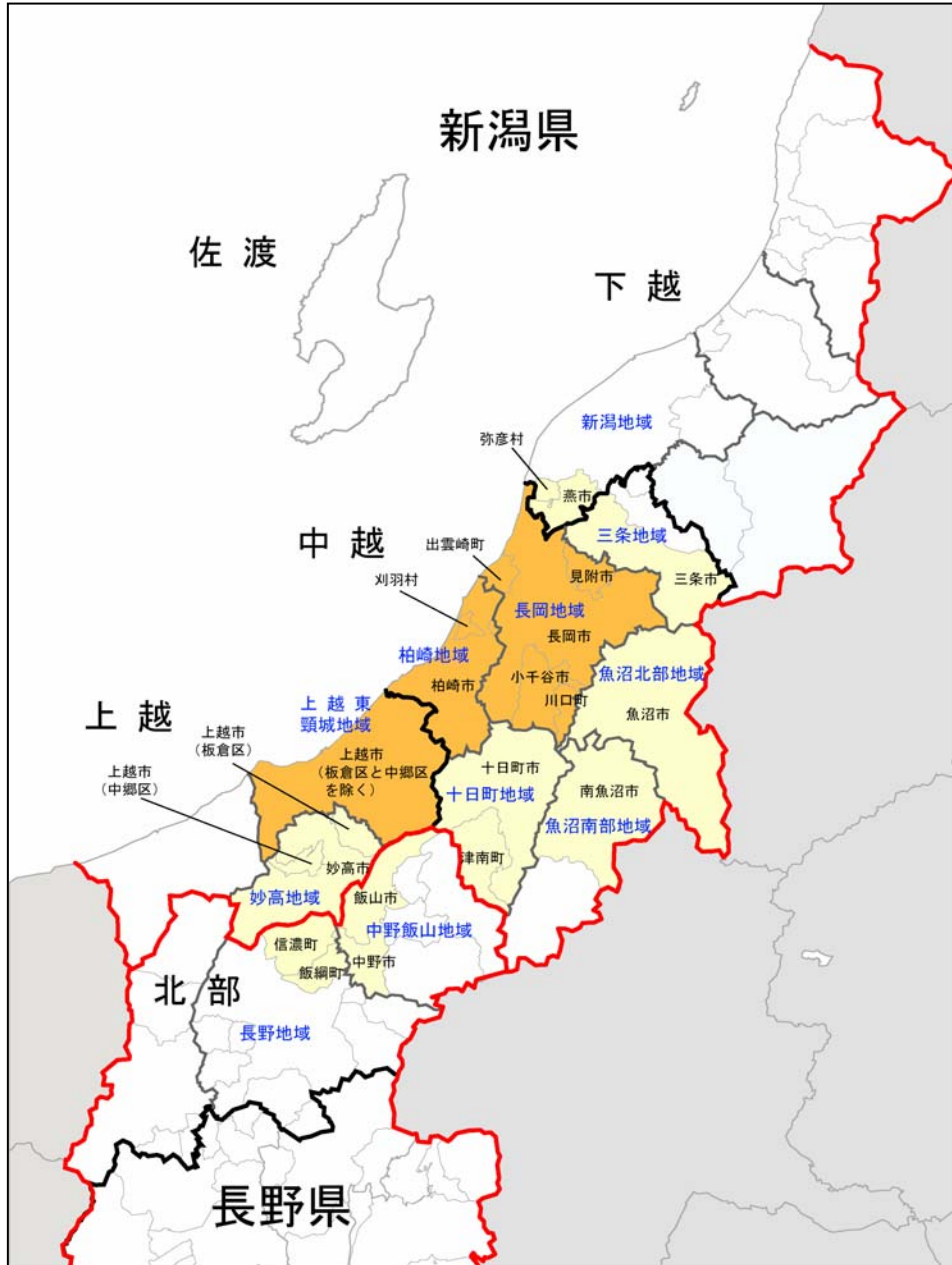 新潟県
佐渡
下越
新潟地域
弥彦村
燕市
中越
出雲崎町
三条地域
刈羽村
見附市
三条市
長岡地域
長岡市
柏崎地域
小千谷市
魚沼北部地域
柏崎市
川口町
上越東
頸城地域
魚沼市
上越
上越市
（板倉区）
上越市
（板倉区と中郷区
を除く）
上越市
（中郷区）
十日町市
十日町地域
南魚沼市
魚沼南部地域
津南町
妙高市
妙高地域
飯山市
中野飯山地域
信濃町
飯綱町
中野市
北部
長野地域
長野県